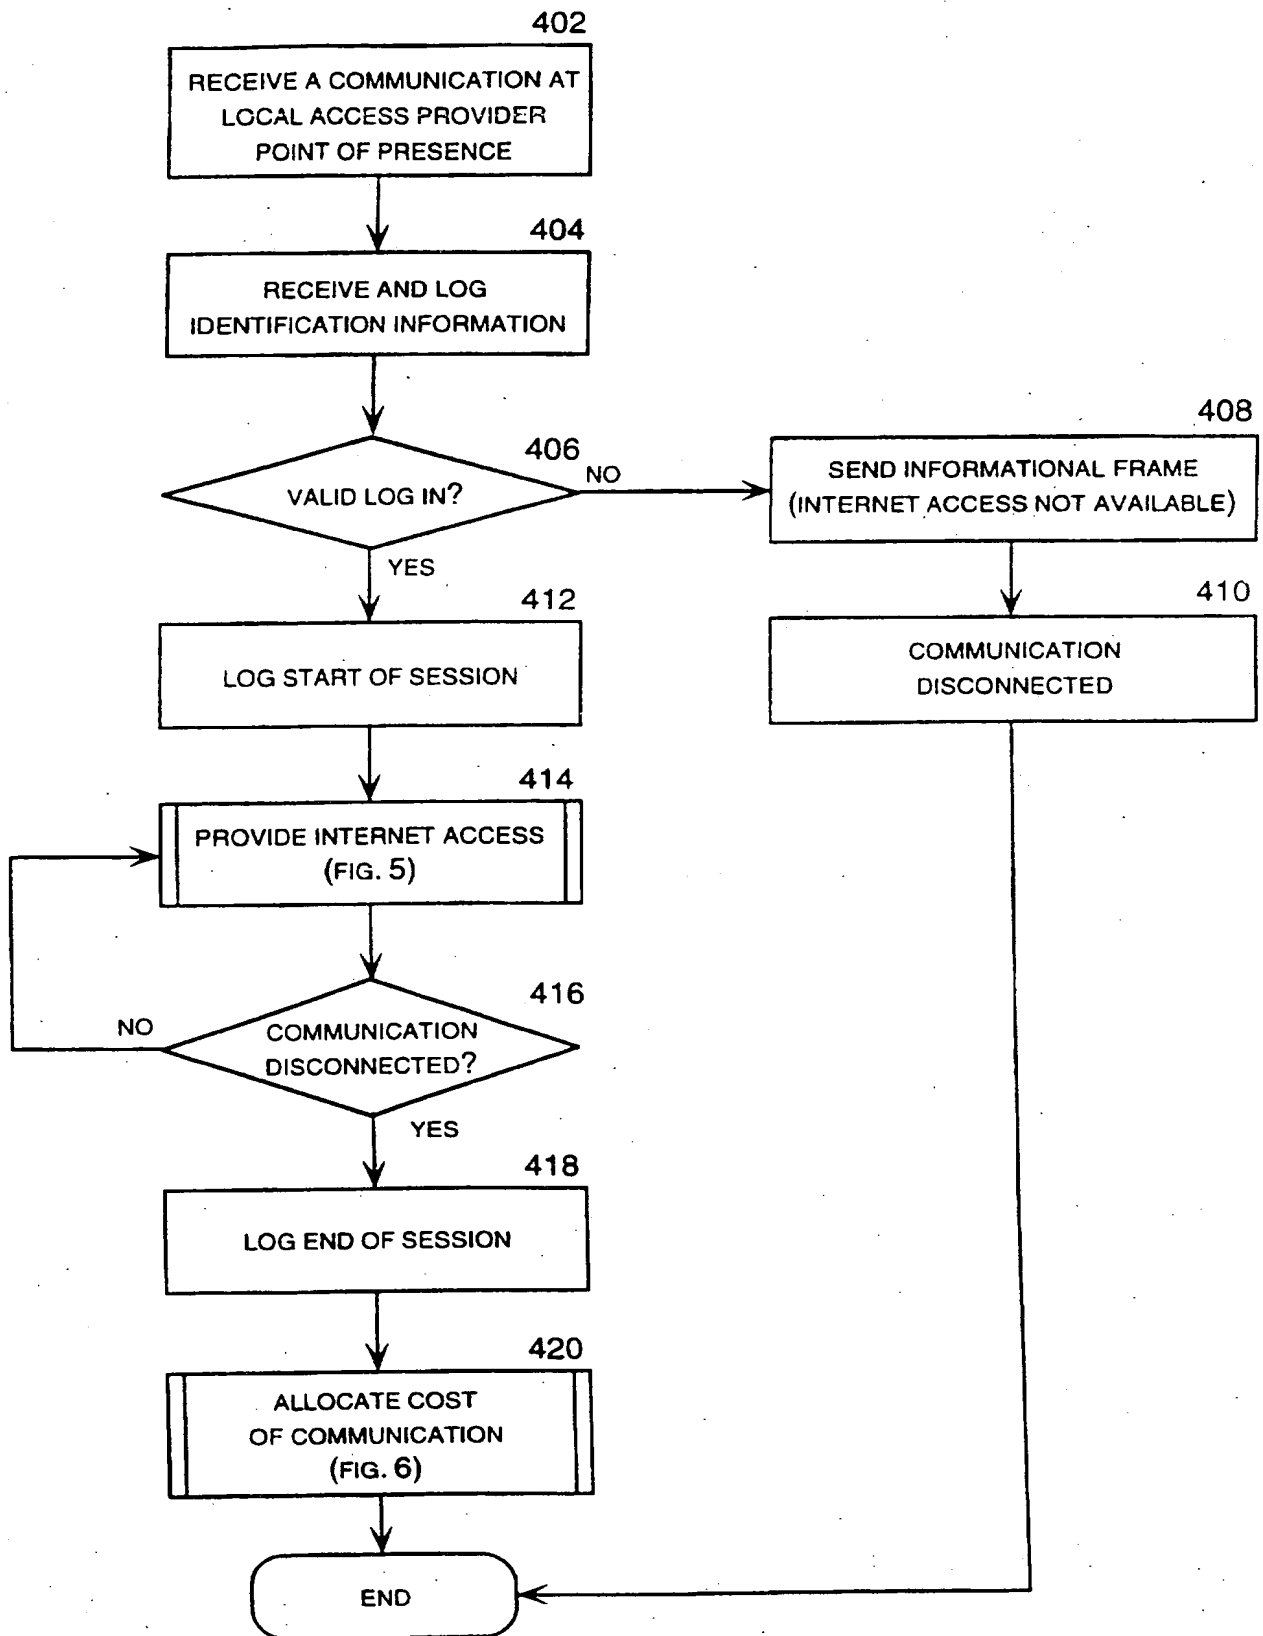 402
RECEIVE A COMMUNICATION AT
LOCAL ACCESS PROVIDER
POINT OF PRESENCE
404
RECEIVE AND LOG
IDENTIFICATION INFORMATION
406
VALID LOG IN?
NO
YES
408
SEND INFORMATIONAL FRAME
(INTERNET ACCESS NOT AVAILABLE)
410
COMMUNICATION
DISCONNECTED
412
LOG START OF SESSION
414
PROVIDE INTERNET ACCESS
(FIG. 5)
416
COMMUNICATION
DISCONNECTED?
NO
YES
418
LOG END OF SESSION
420
ALLOCATE COST
OF COMMUNICATION
(FIG. 6)
END